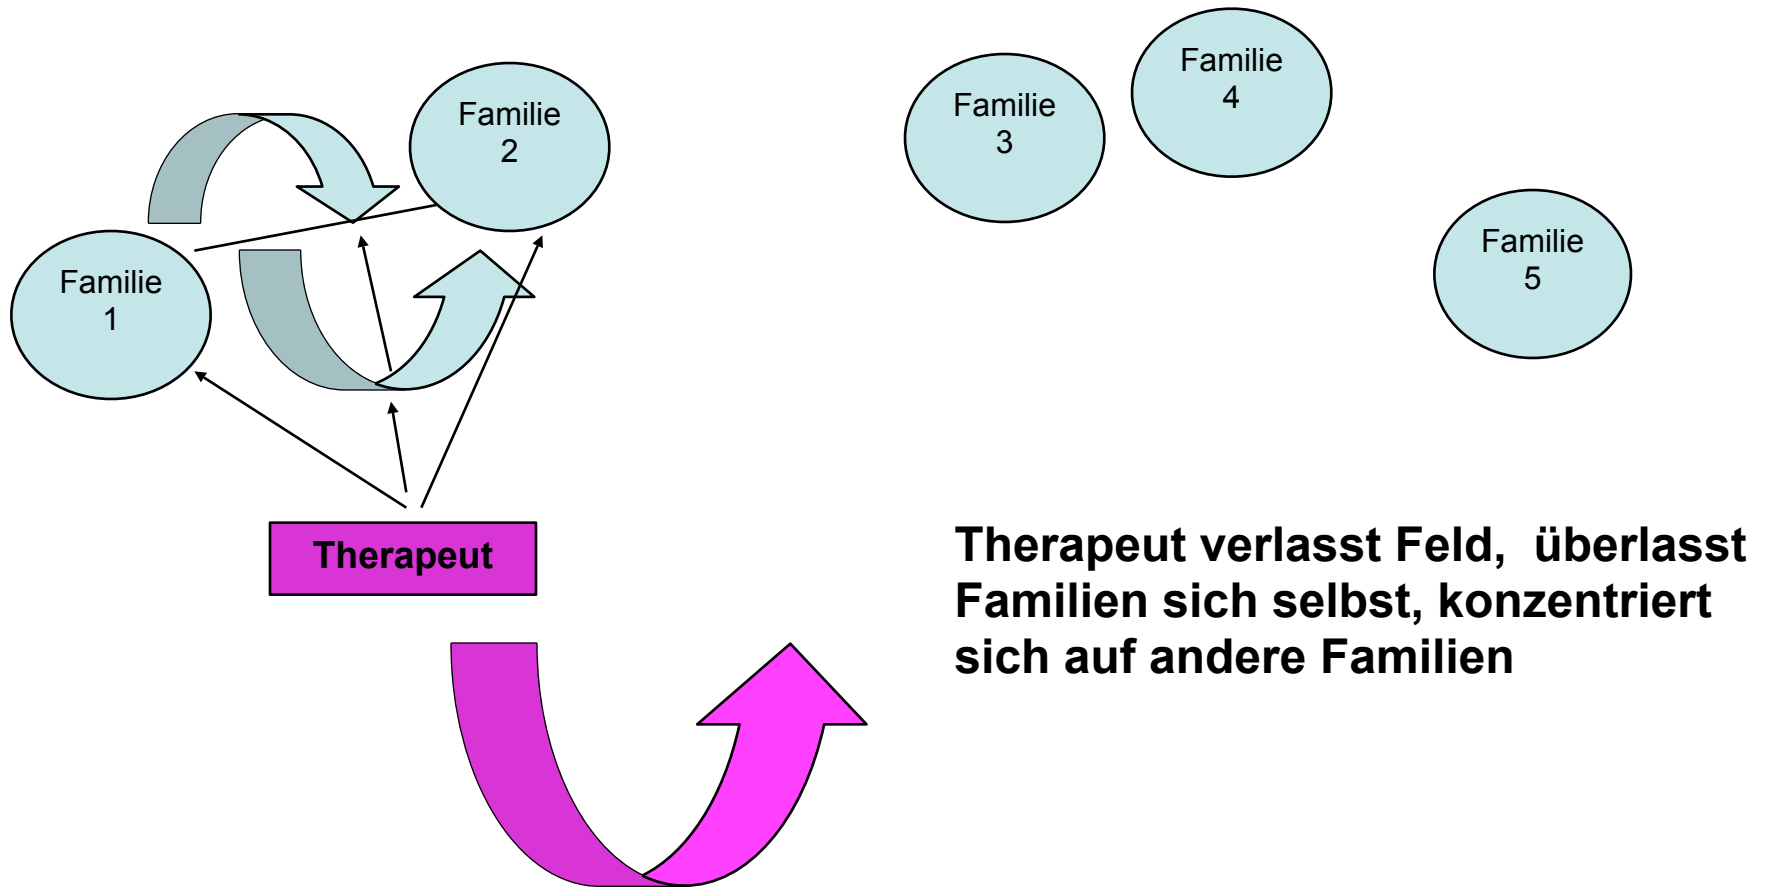 Familie
1
Familie
2
Familie
3
Familie
4
Familie
5
Therapeut
Therapeut verlasst Feld,  überlasst
Familien sich selbst, konzentriert
sich auf andere Familien